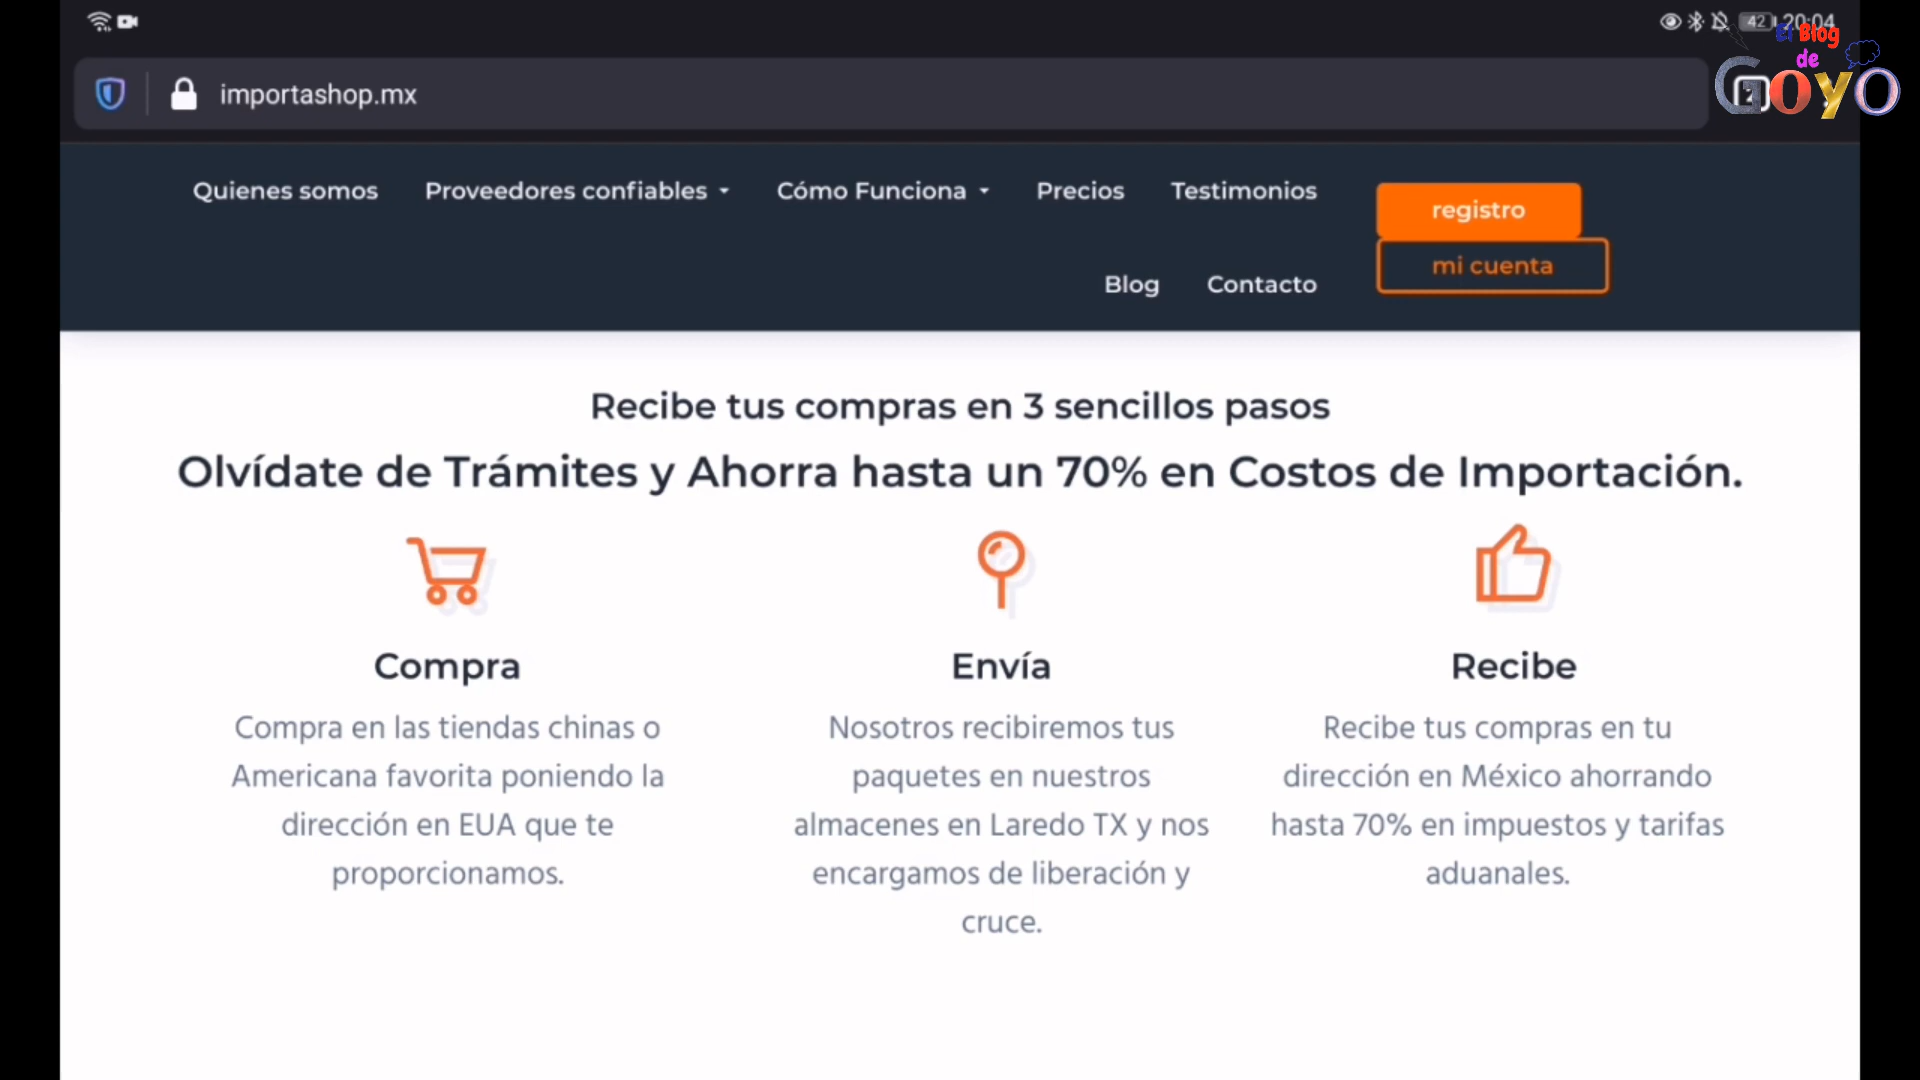 42 20:04
El Blog
de
Goyo
importashop.mx
Quienes somos Proveedores confiables Cómo Funciona Precios Testimonios
registro
mi cuenta
Blog Contacto
Recibe tus compras en 3 sencillos pasos
Olvídate de Trámites y Ahorra hasta un 70% en Costos de Importación.
Compra
Compra en las tiendas chinas o
Americana favorita poniendo la
dirección en EUA que te
proporcionamos.
Envía
Nosotros recibiremos tus
paquetes en nuestros
almacenes en Laredo TX y nos
encargamos de liberación y
cruce.
Recibe
Recibe tus compras en tu
dirección en México ahorrando
hasta 70% en impuestos y tarifas
aduanales.